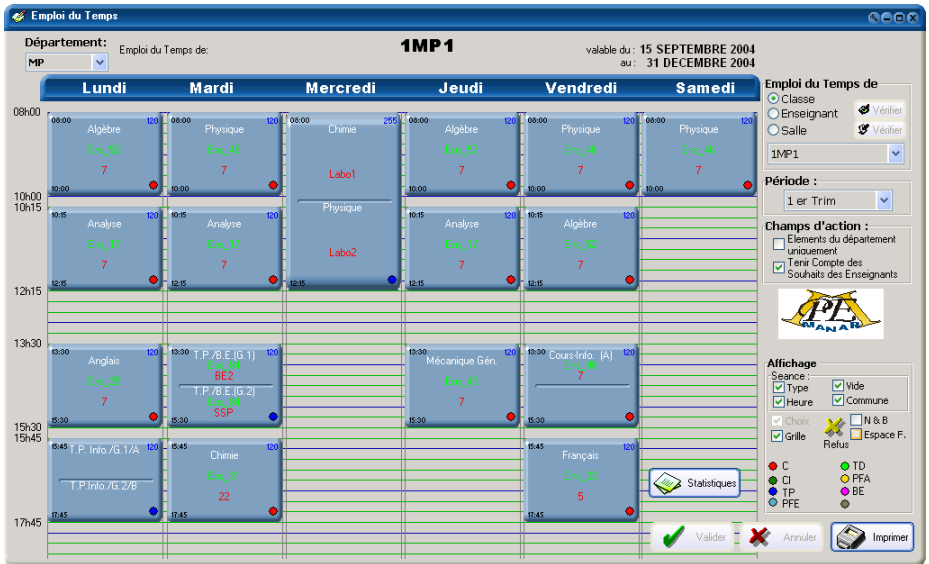 Emploi du Temps
Département:
MP
Emploi du Temps de:
1MP1
valable du : 15 SEPTEMBRE 2004
au : 31 DECEMBRE 2004
Lundi Mardi Mercredi Jeudi Vendredi Samedi
08h00
08:00 120
Algèbre
7
10:00
08:00 120
Physique
7
10:00
08:00 255
Chimie
Labo1
Physique
Labo2
12:15
08:00 120
Algèbre
7
10:00
08:00 120
Physique
7
10:00
08:00 120
Physique
7
10:00
10h00
10h15
10:15 120
Analyse
7
12:15
10:15 120
Analyse
7
12:15
10:15 120
Analyse
7
12:15
10:15 120
Algèbre
7
12:15
12h15
13h30
13:30 120
Anglais
7
15:30
13:30 T.P./B.E.(G.1) 120
BE2
T.P./B.E.(G.2)
SSP
15:30
13:30 120
Mécanique Gén.
7
15:30
13:30 Cours-Info. (A) 120
7
15:30
15h30
15h45
15:45 120
T.P. Info./G.1/A
T.P.Info./G.2/B
17:45
15:45 120
Chimie
22
17:45
15:45 120
Français
5
17:45
17h45
Emploi du Temps de
Classe
Enseignant Vérifier
Salle Vérifier
1MP1
Période :
1 er Trim
Champs d'action :
Elements du département
uniquement
Tenir Compte des
Souhaits des Enseignants
MANAR
Affichage
Seance :
Type Vide
Heure Commune
Choix N & B
Grille Refus Espace F.
C TD
CI PFA
TP BE
PFE
Statistiques
Valider Annuler Imprimer